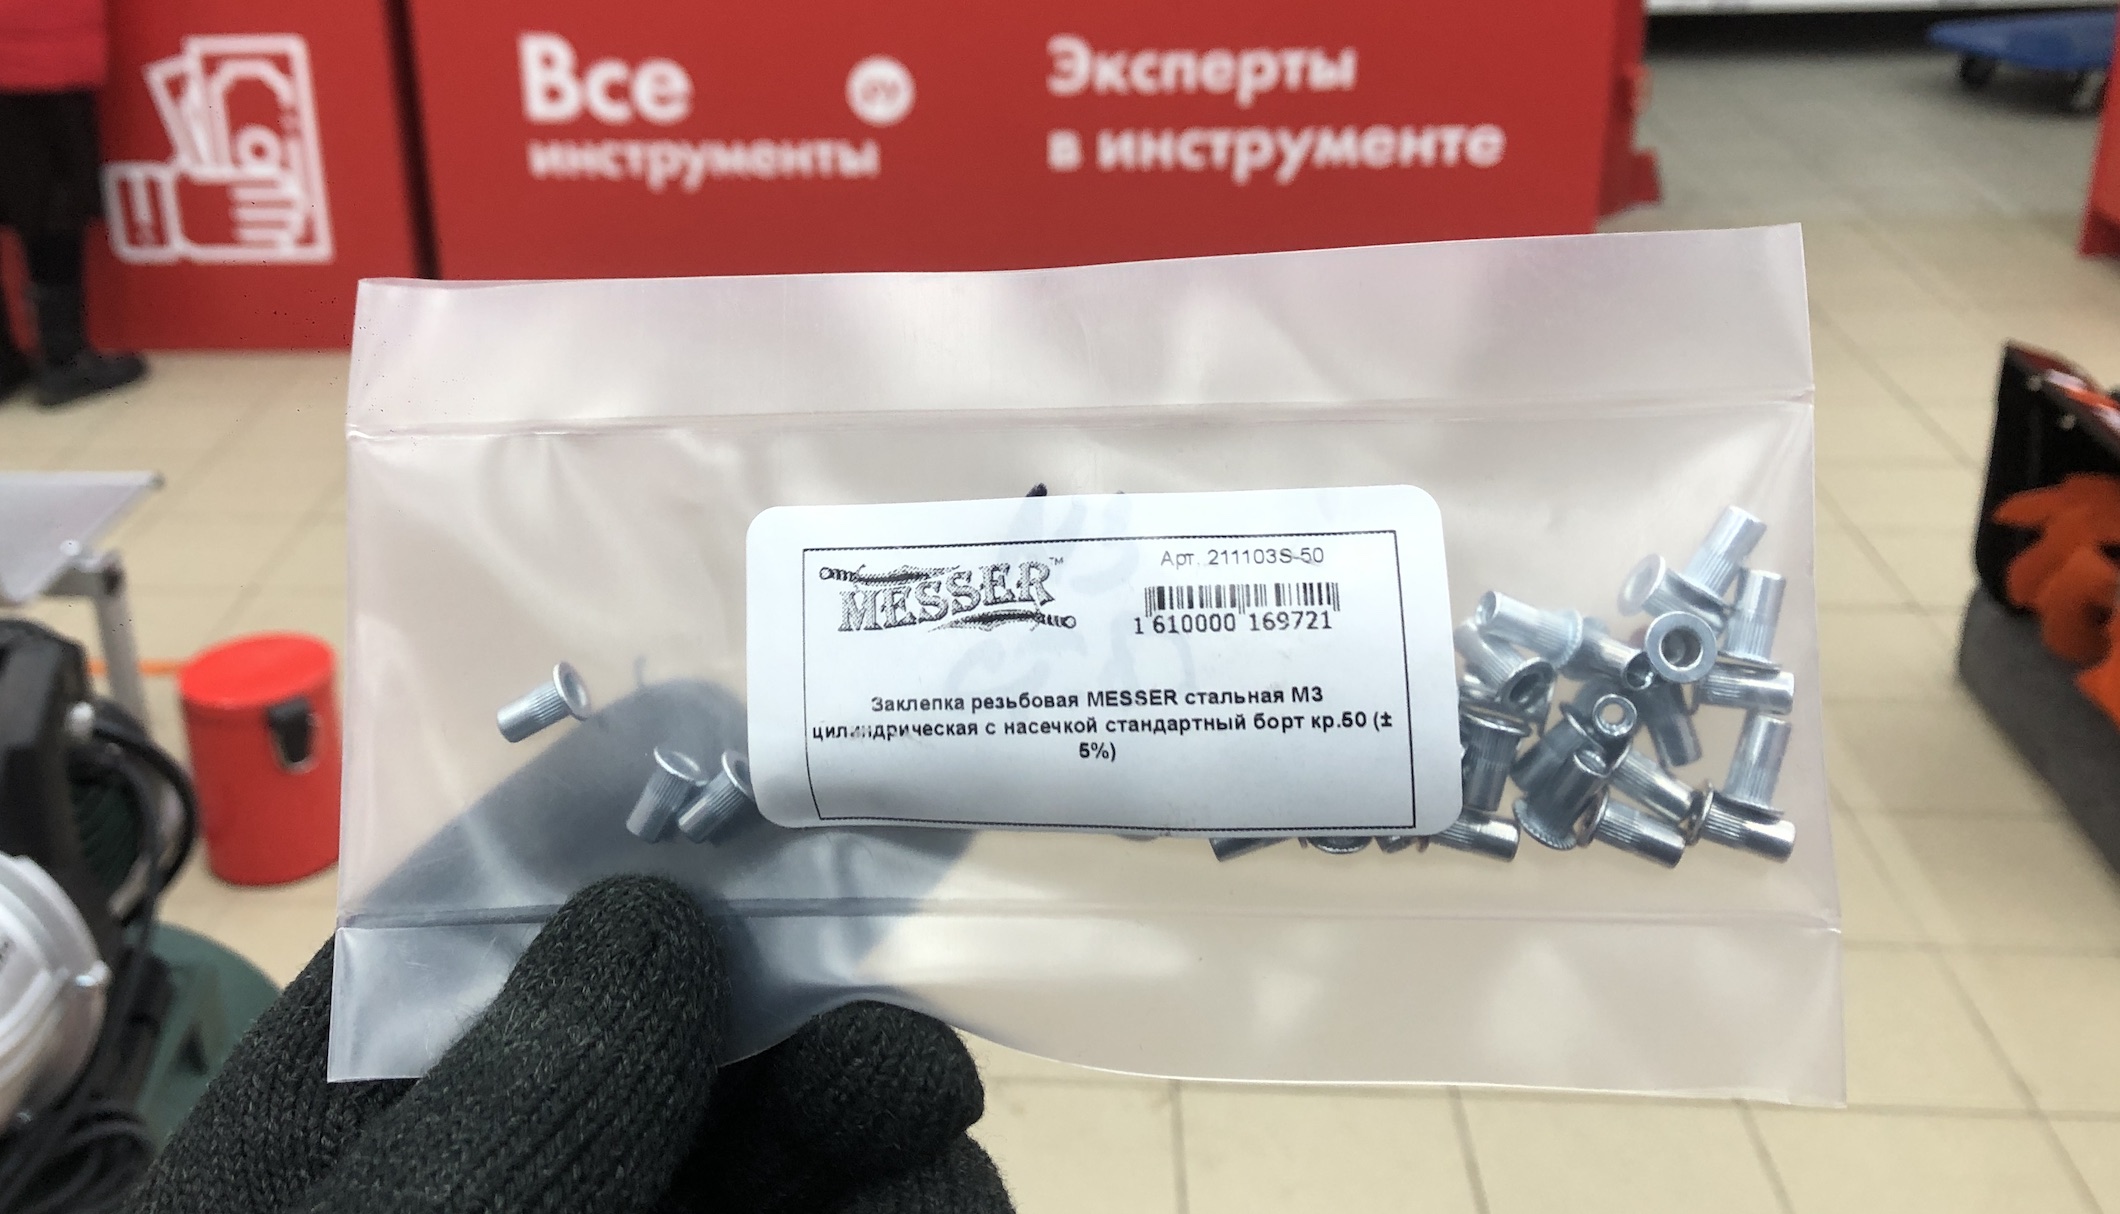 Все
инструменты
Эксперты
в инструменте
MESSER™
Арт. 211103S-50
1 610000 169721
Заклепка резьбовая MESSER стальная М3
цилиндрическая с насечкой стандартный борт кр.50 (±
5%)